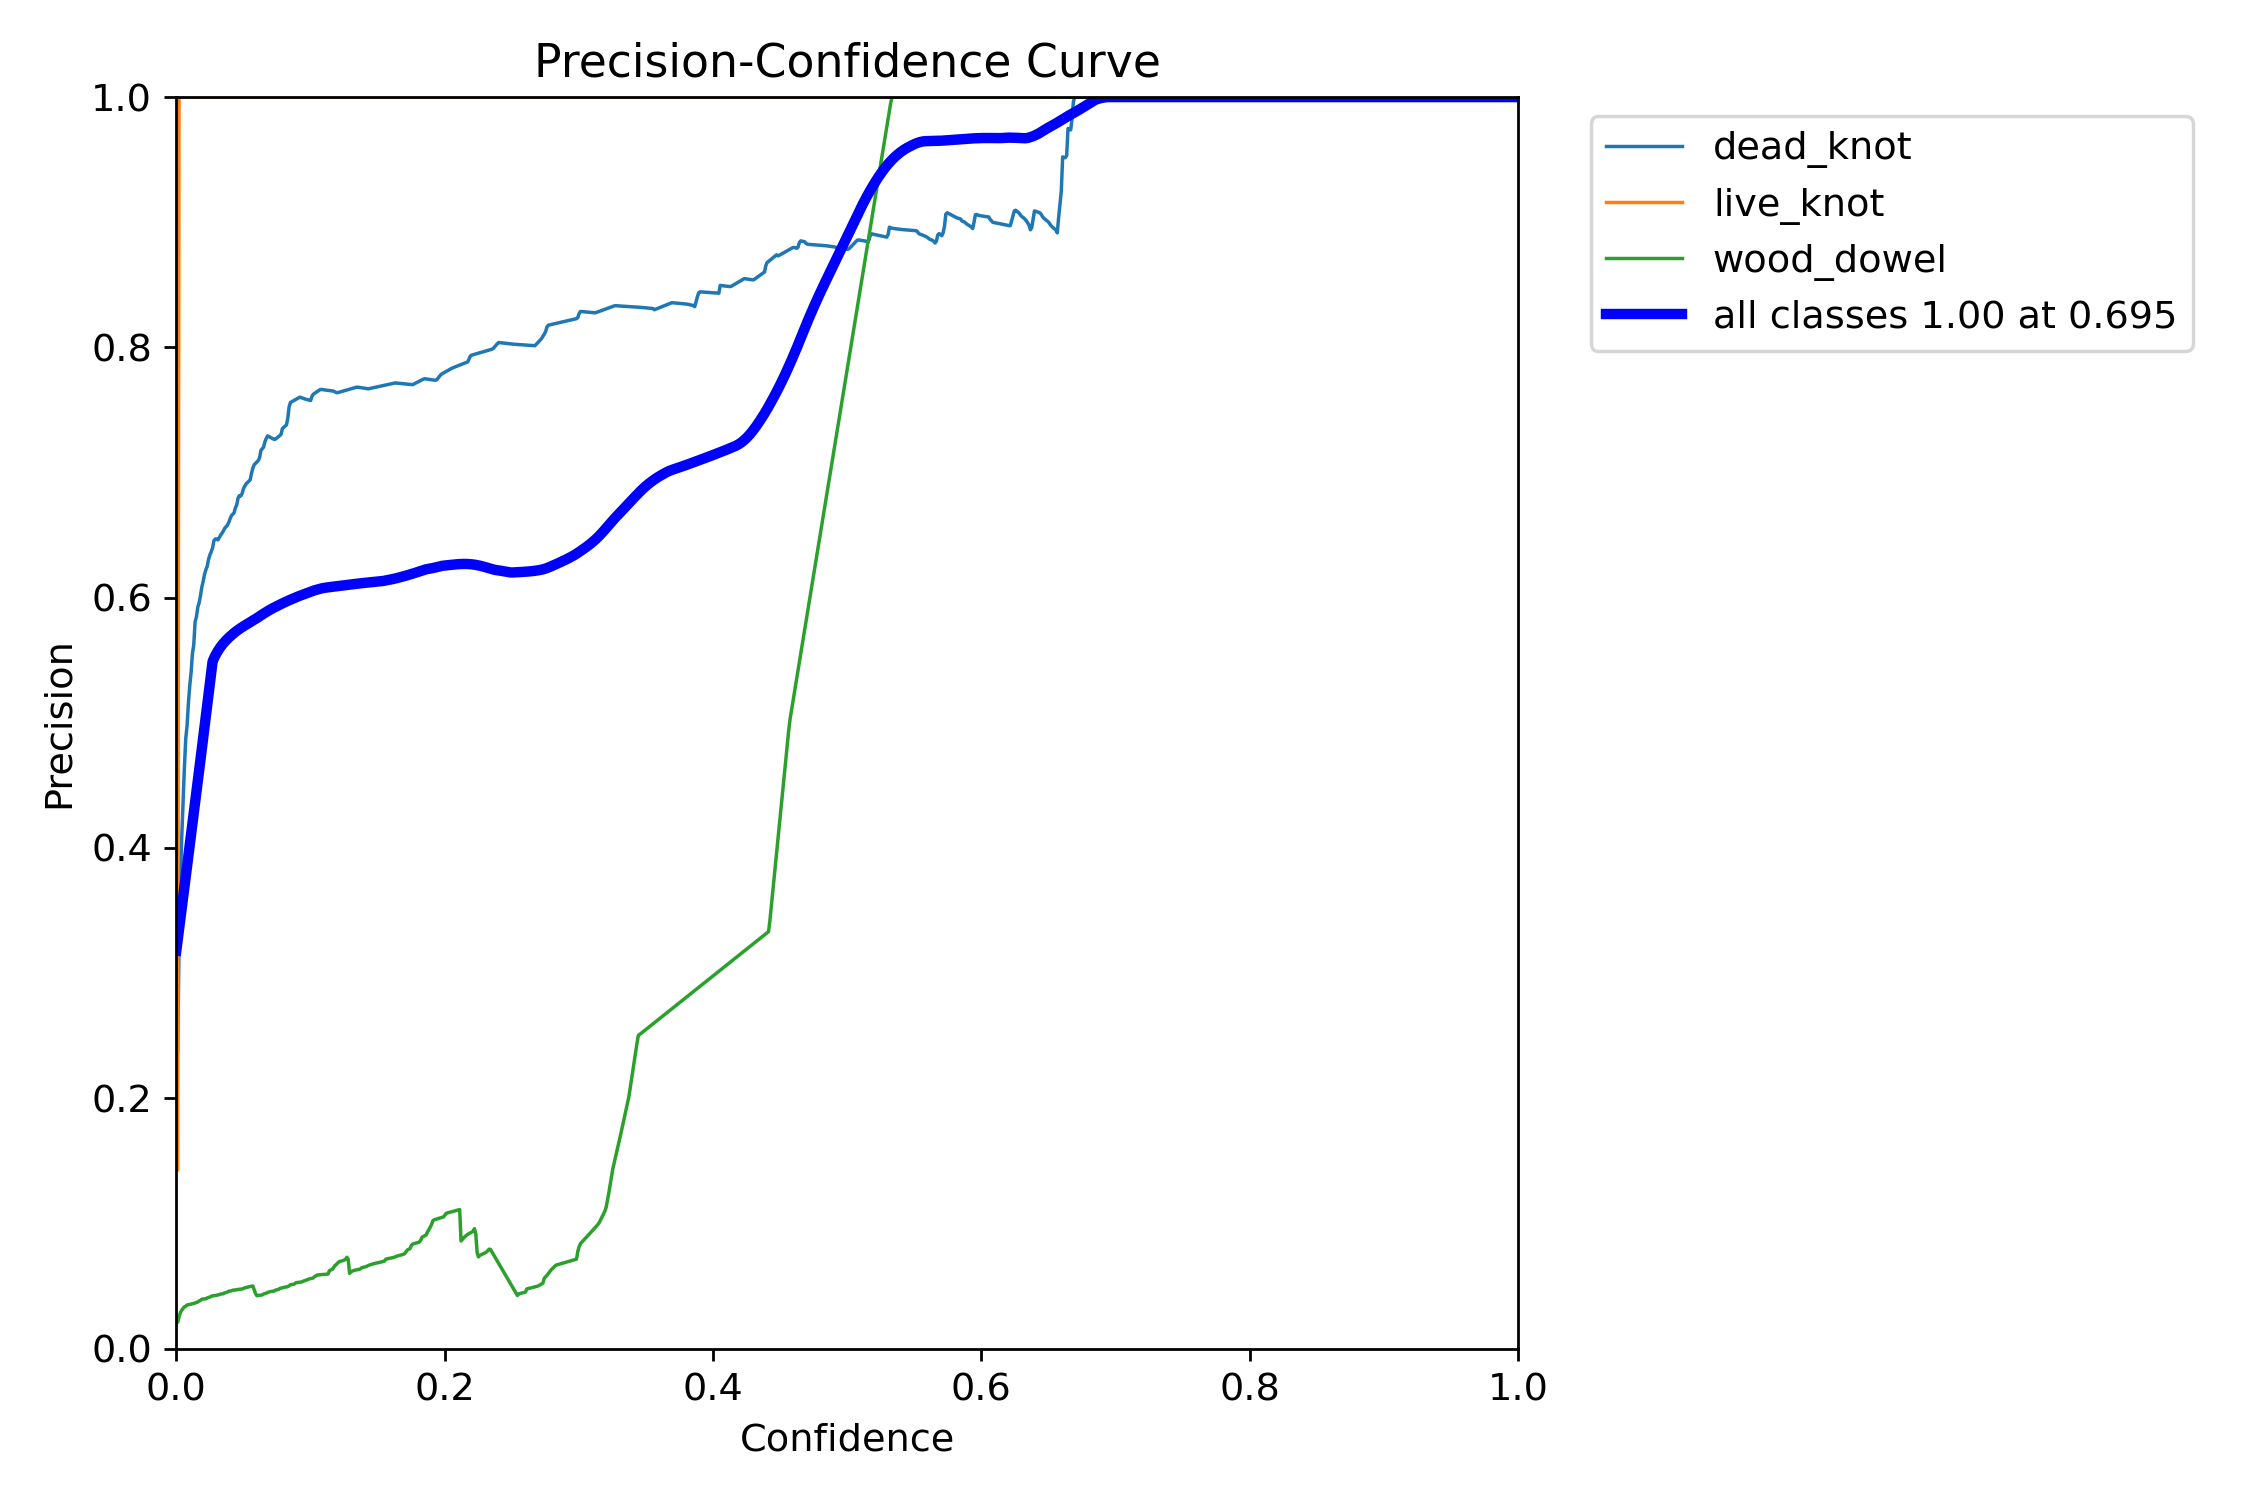 Precision-Confidence Curve
1.0
0.8
0.6
0.4
0.2
0.0
Precision
0.0 0.2 0.4 0.6 0.8 1.0
Confidence
dead_knot
live_knot
wood_dowel
all classes 1.00 at 0.695